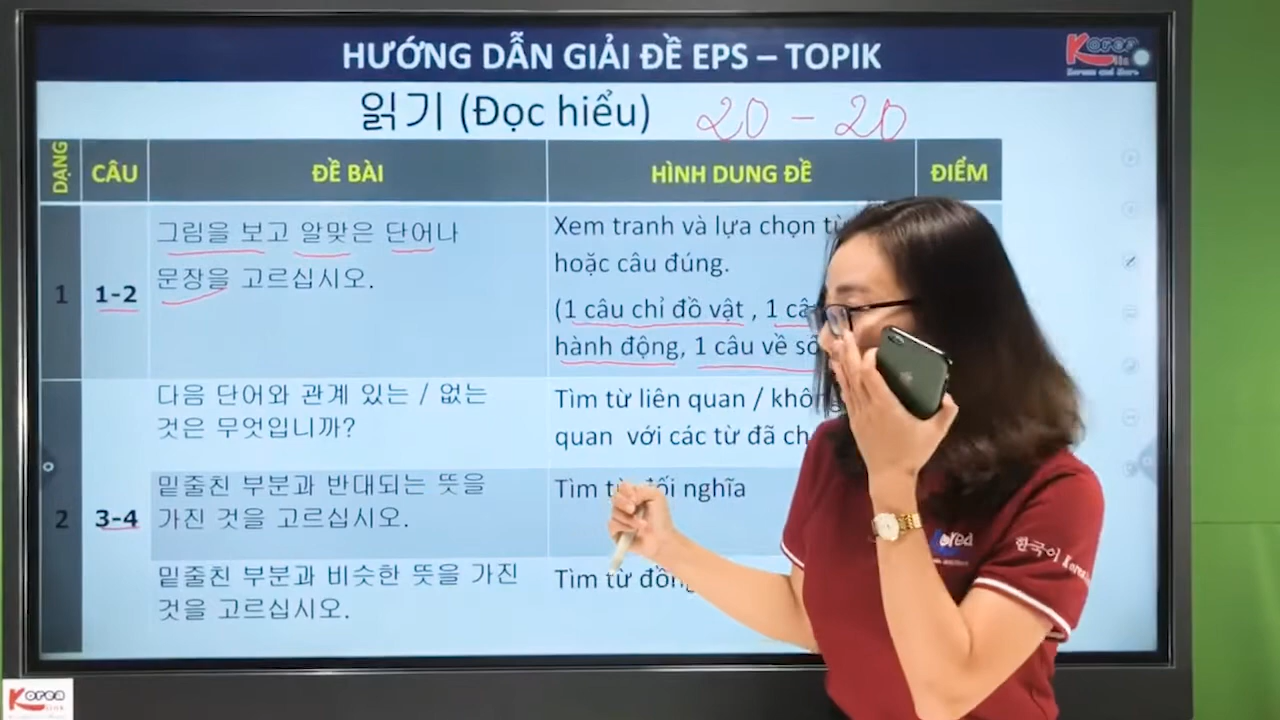 HƯỚNG DẪN GIẢI ĐỀ EPS – TOPIK
읽기 (Đọc hiểu) 20 – 20
DẠNG CÂU ĐỀ BÀI HÌNH DUNG ĐỀ ĐIỂM
1
1-2
그림을 보고 알맞은 단어나
문장을 고르십시오.
Xem tranh và lựa chọn
hoặc câu đúng.
(1 câu chỉ đồ vật , 1
hành động, 1 câu về
2
3-4
다음 단어와 관계 있는 / 없는
것은 무엇입니까?
Tìm từ liên quan /
quan với các từ đã
밑줄친 부분과 반대되는 뜻을
가진 것을 고르십시오.
Tìm từ đối nghĩa
밑줄친 부분과 비슷한 뜻을 가진
것을 고르십시오.
Tìm từ
한국어
Korea